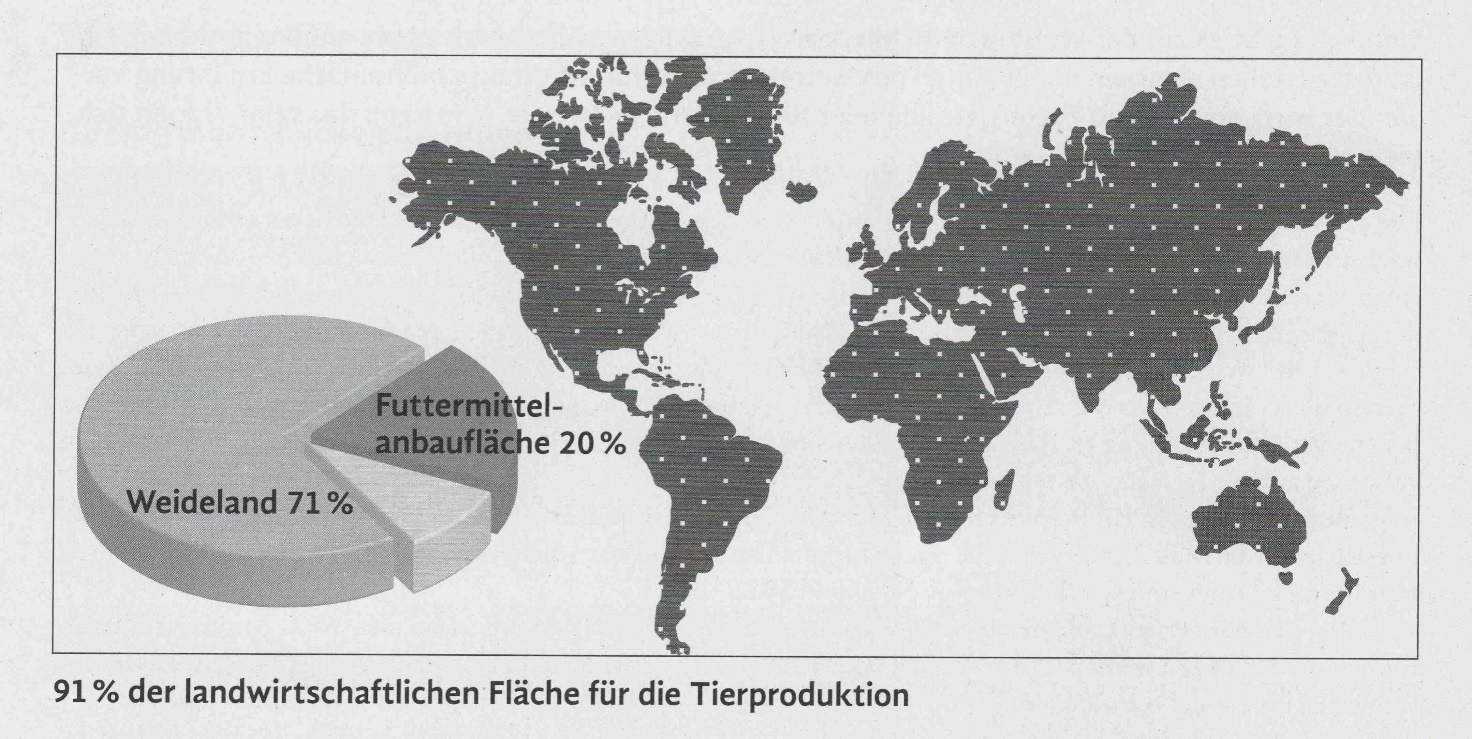 Futtermittel-
anbaufläche 20 %
Weideland 71 %
91 % der landwirtschaftlichen Fläche für die Tierproduktion